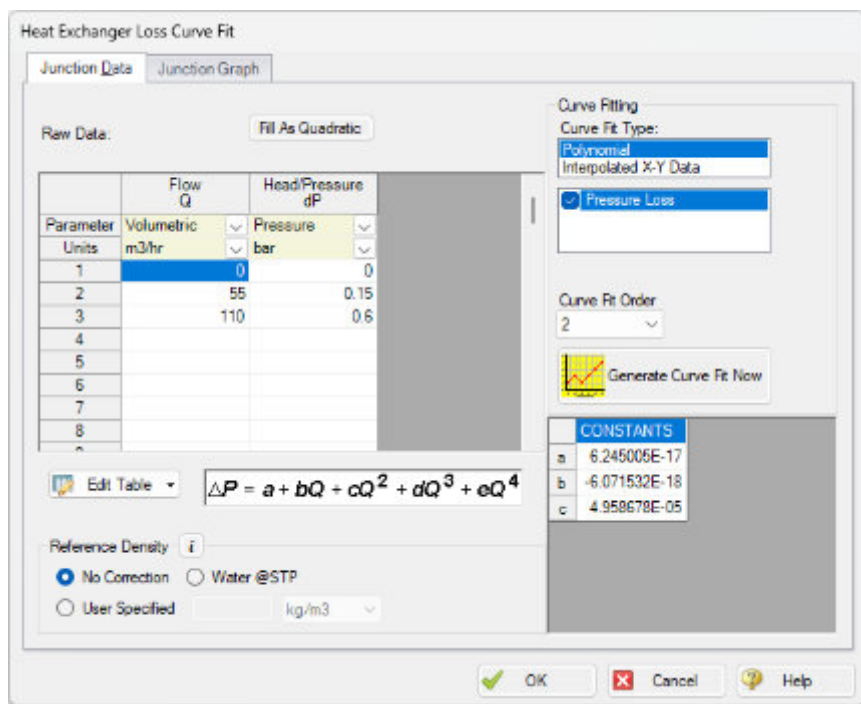 Heat Exchanger Loss Curve Fit
Junction Data
Junction Graph
Raw Data:
Fill As Quadratic
Flow Q
Head/Pressure dP
Parameter Volumetric Pressure
Units m3/hr bar
1 0 0
2 55 0.15
3 110 0.6
4
5
6
7
8
Edit Table
△P = a + bQ + cQ² + dQ³ + eQ⁴
Reference Density i
No Correction
Water @STP
User Specified
kg/m3
Curve Fitting
Curve Fit Type:
Polynomial
Interpolated X-Y Data
Pressure Loss
Curve Fit Order
2
Generate Curve Fit Now
CONSTANTS
a 6.245005E-17
b -6.071532E-18
c 4.958678E-05
OK
Cancel
Help